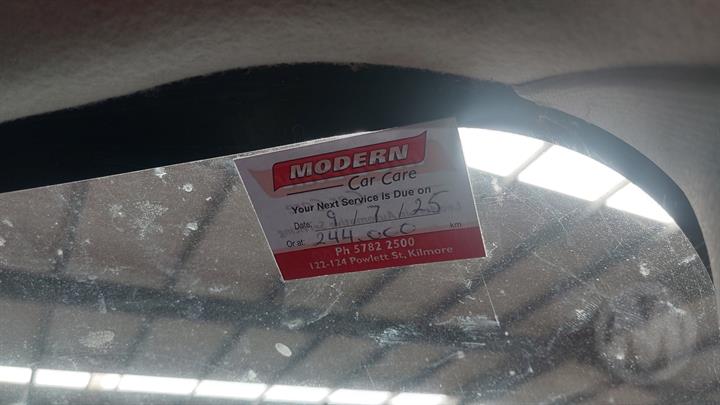 MODERN
Car Care
Your Next Service is Due on
Date: 9/7/25
Or at: 244,000 km
Ph 5782 2500
122-124 Powlett St, Kilmore